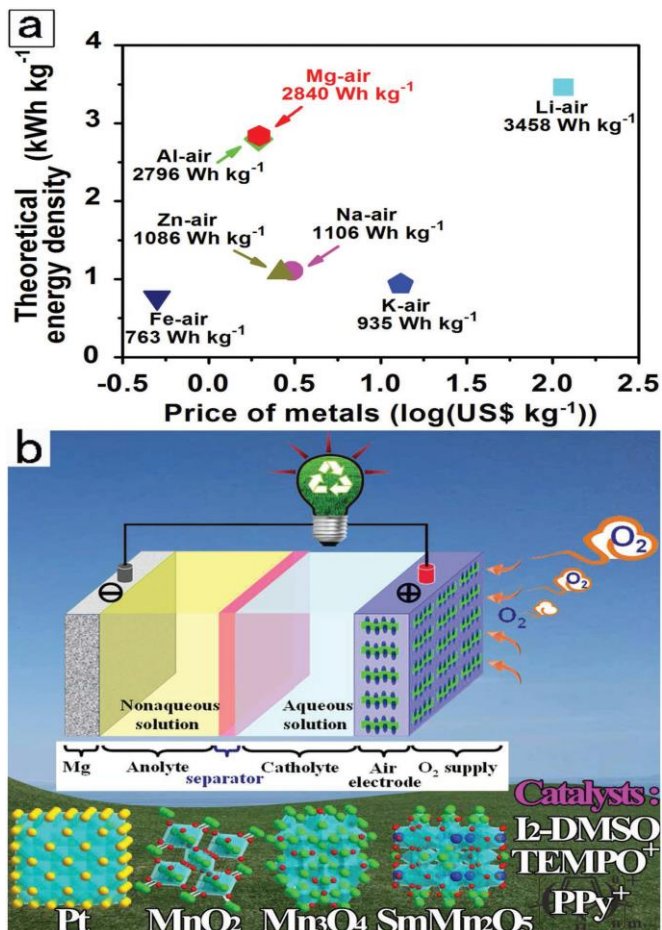 a
Theoretical
energy density (kWh kg⁻¹)
4
3
2
1
0
Mg-air
2840 Wh kg⁻¹
Li-air
3458 Wh kg⁻¹
Al-air
2796 Wh kg⁻¹
Zn-air
1086 Wh kg⁻¹
Na-air
1106 Wh kg⁻¹
Fe-air
763 Wh kg⁻¹
K-air
935 Wh kg⁻¹
-0.5 0.0 0.5 1.0 1.5 2.0 2.5
Price of metals (log(US$ kg⁻¹))
b
O₂
O₂
O₂
⊖
⊕
Nonaqueous
solution
Aqueous
solution
Mg
Anolyte
separator
Catholyte
Air
electrode
O₂ supply
Catalysts :
I₂-DMSO
TEMPO⁺
PPy⁺
Pt MnO₂ Mn₃O₄ SmMn₂O₅